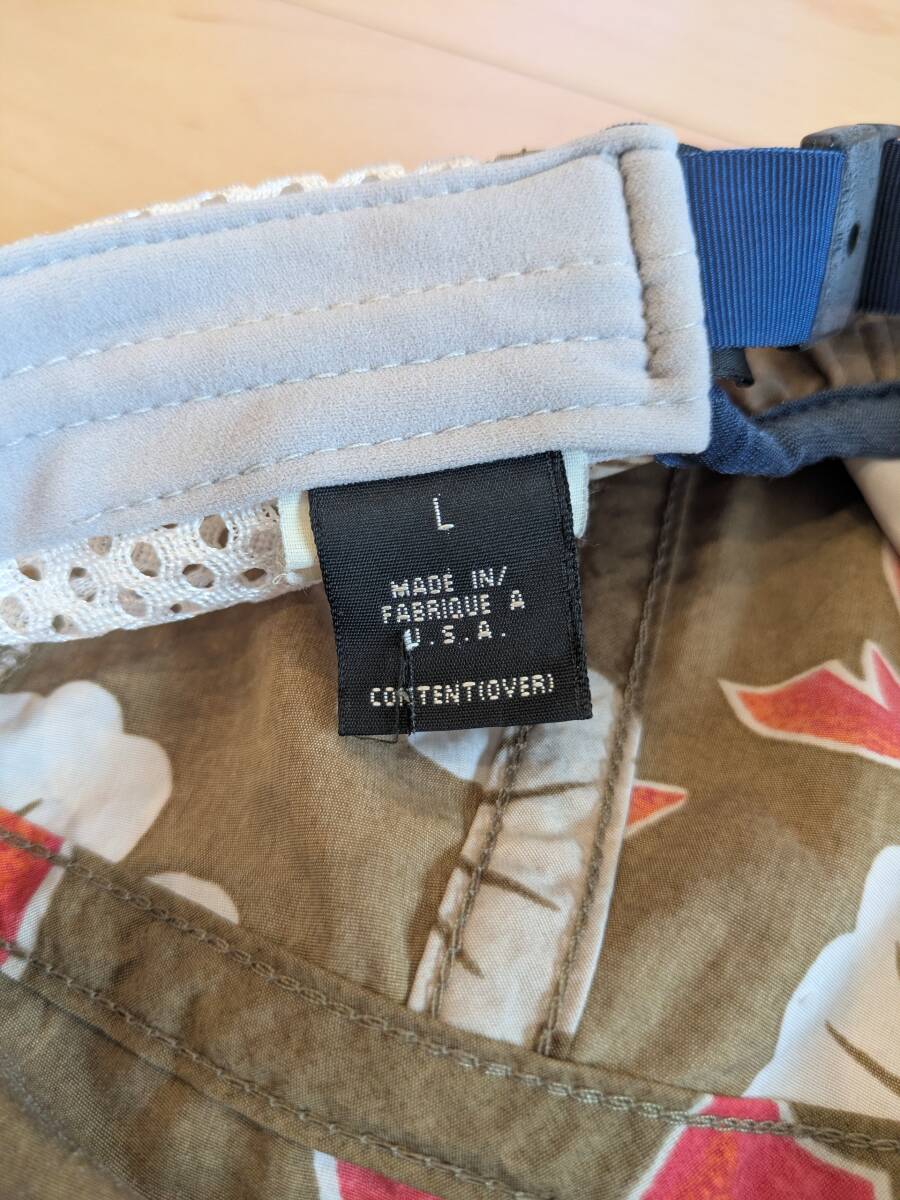 L
MADE IN/
FABRIQUE A
U.S.A.
CONTENT(OVER)